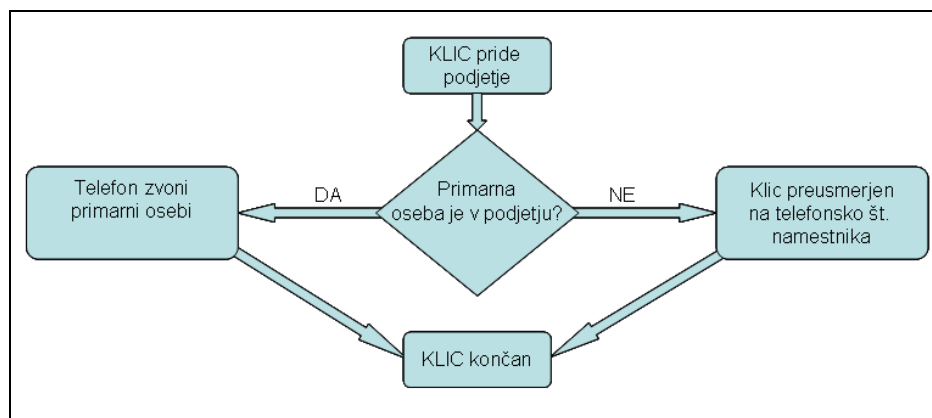 KLIC pride
podjetje
Primarna
oseba je v podjetju?
DA
NE
Telefon zvoni
primarni osebi
Klic preusmerjen
na telefonsko št.
namestnika
KLIC končan